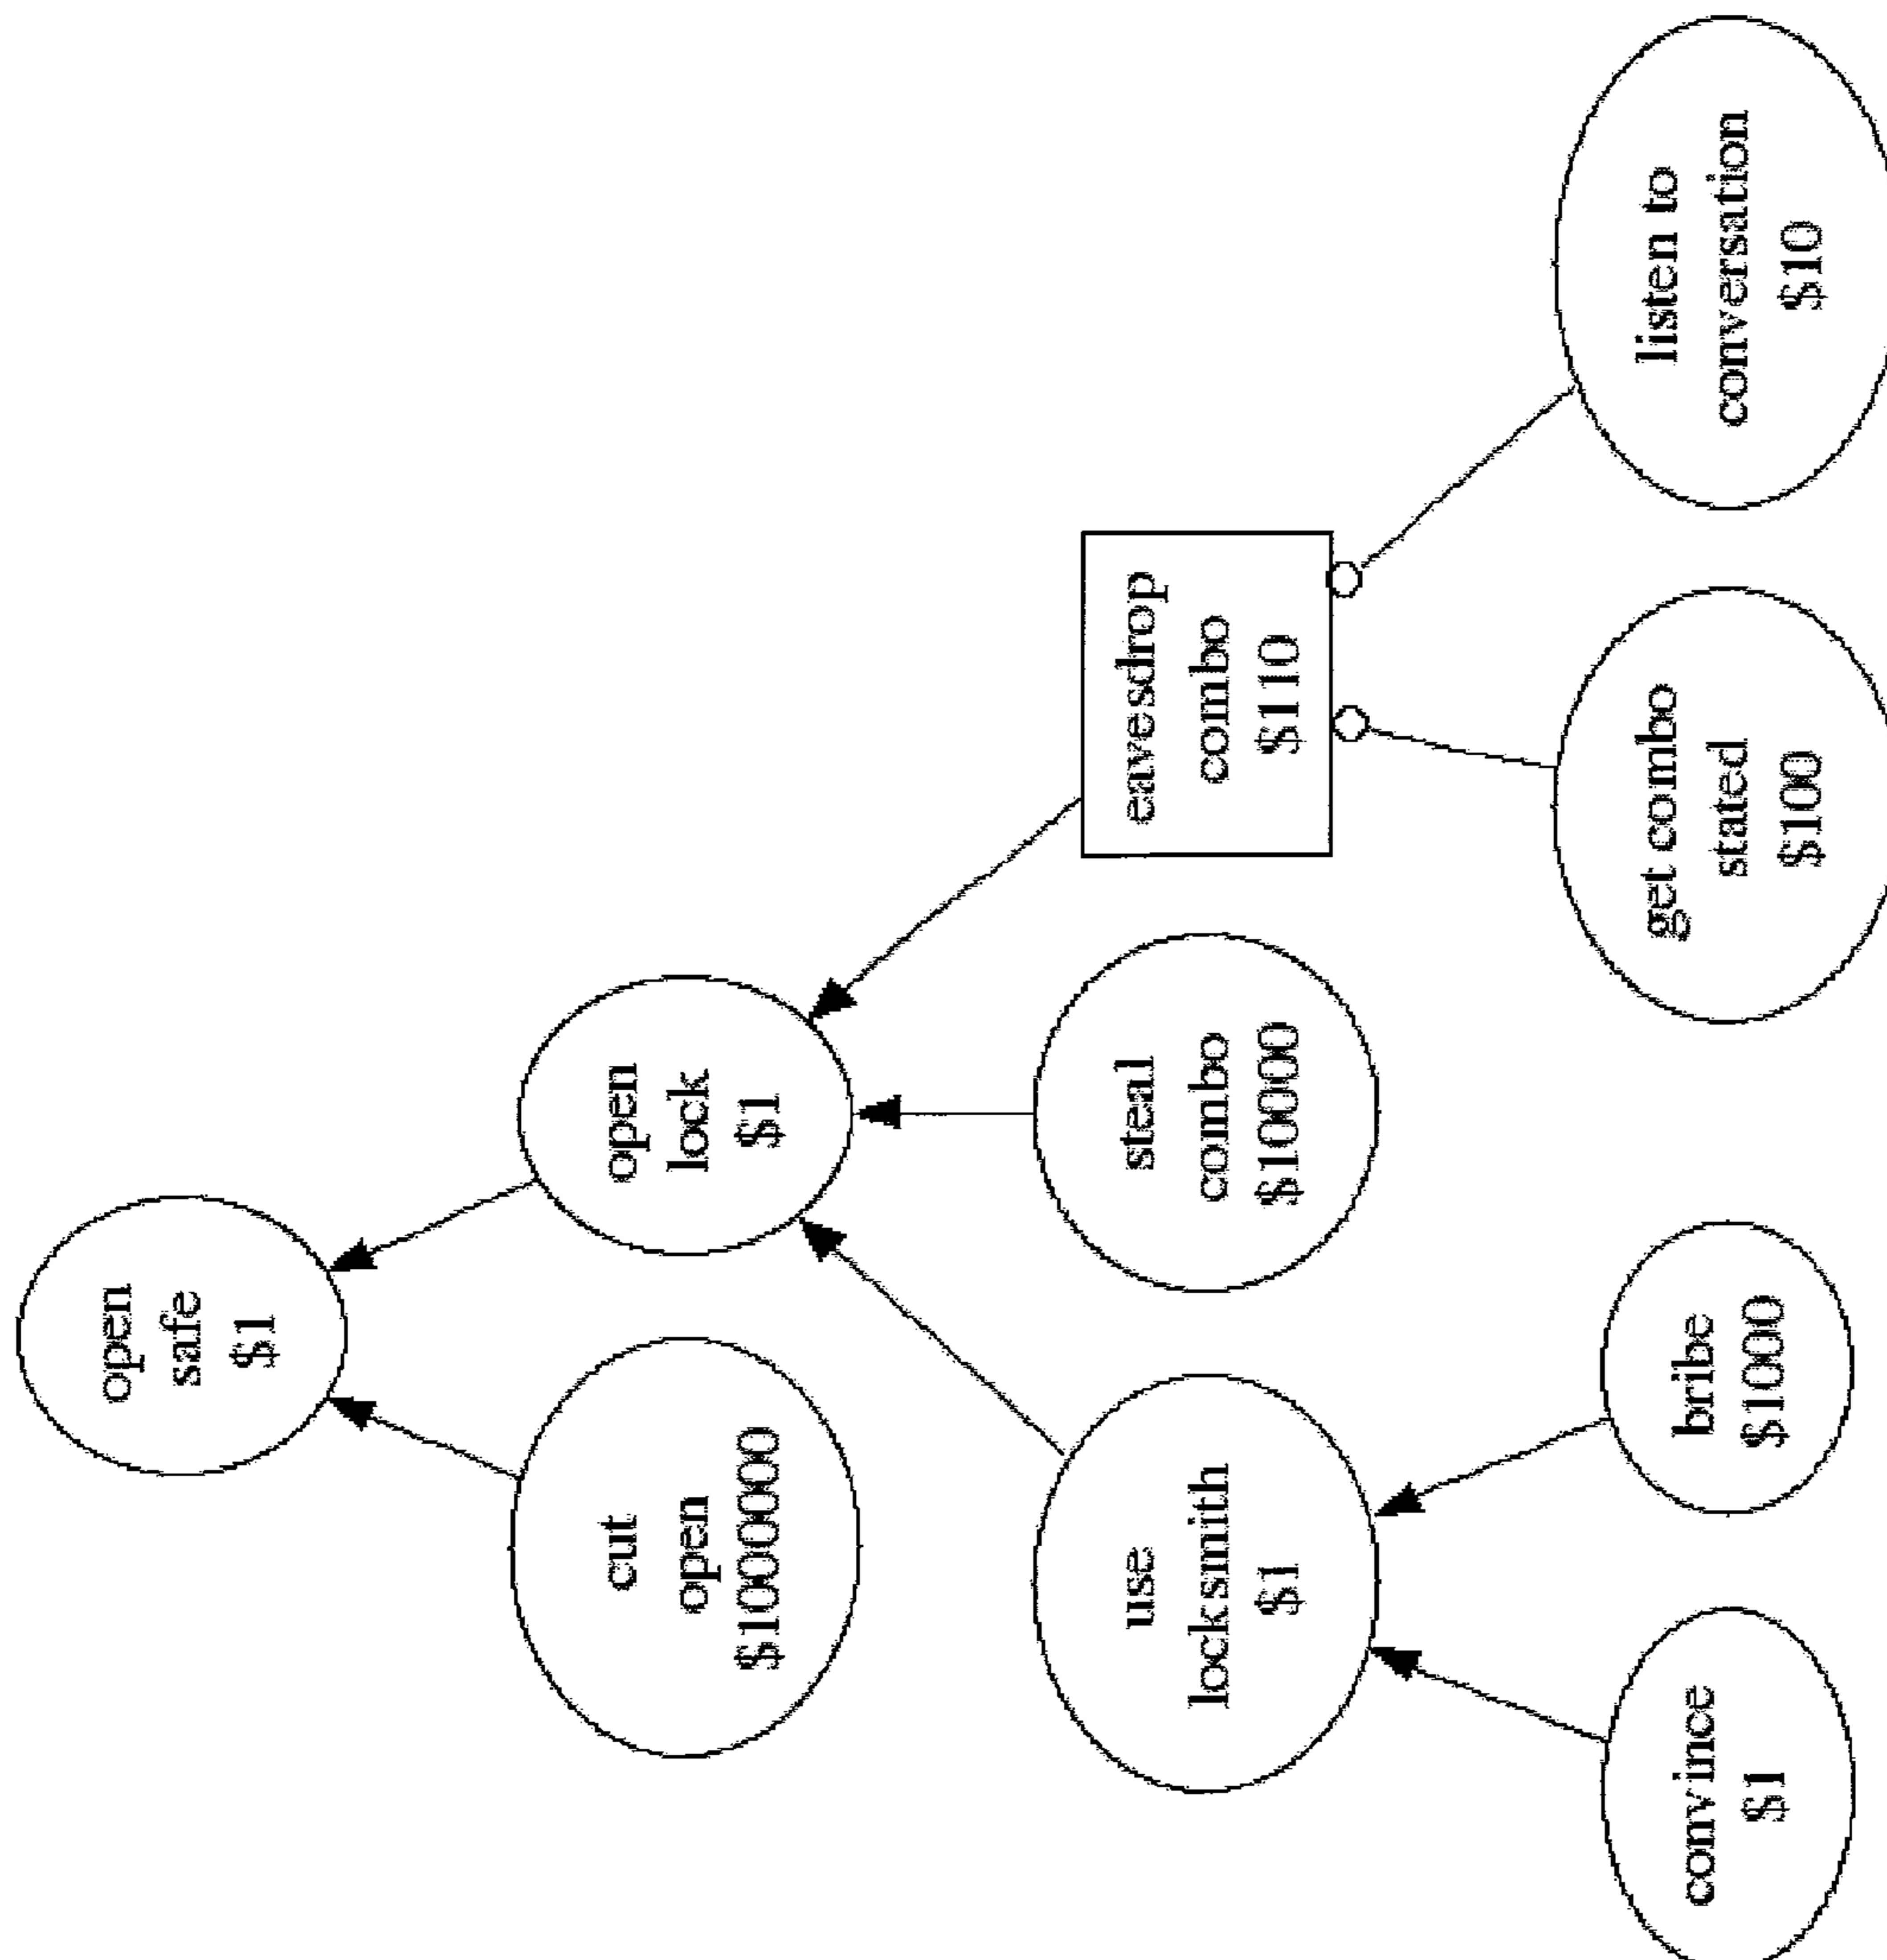 open
safe
$1
cut
open
$1000000
open
lock
$1
use
locksmith
$1
steal
combo
$10000
eavesdrop
combo
$110
convince
$1
bribe
$1000
get combo
stated
$100
listen to
conversation
$10